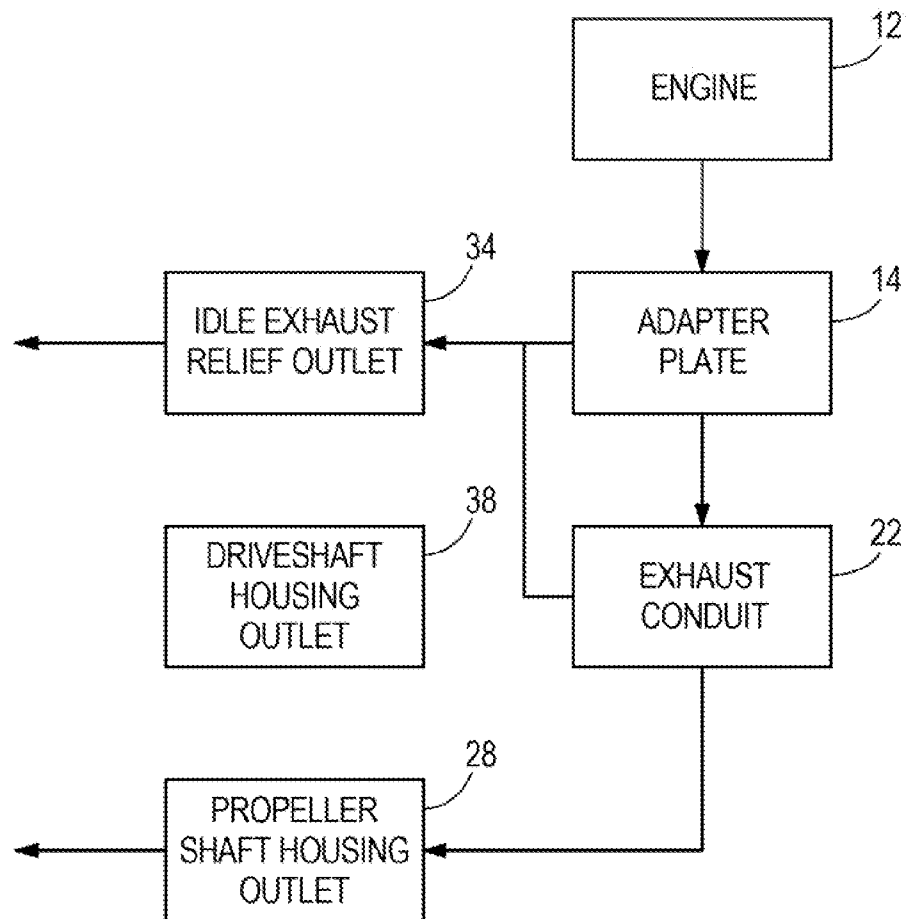 12
ENGINE
34
IDLE EXHAUST
RELIEF OUTLET
14
ADAPTER
PLATE
38
DRIVESHAFT
HOUSING
OUTLET
22
EXHAUST
CONDUIT
28
PROPELLER
SHAFT HOUSING
OUTLET